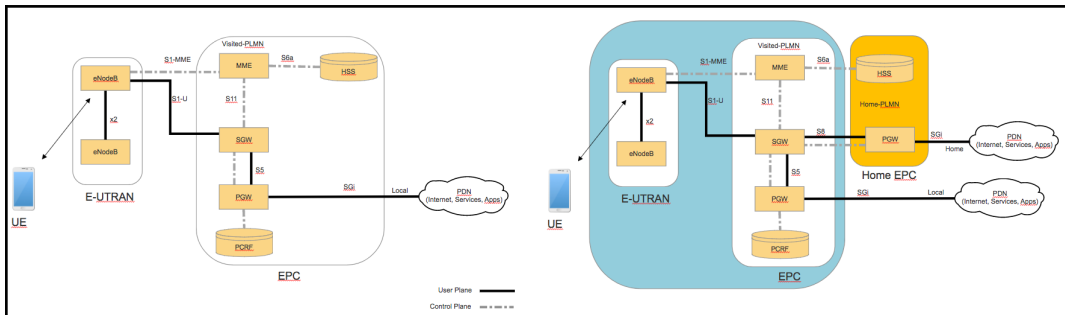 Visited-PLMN
S1-MME
MME
S6a
HSS
eNodeB
S1-U
S11
x2
eNodeB
SGW
S5
E-UTRAN
PGW
SGi
Local
PDN
(Internet, Services, Apps)
UE
PCRF
EPC
User Plane
Control Plane
Visited-PLMN
S1-MME
MME
S6a
HSS
eNodeB
S1-U
S11
Home-PLMN
x2
eNodeB
SGW
S8
PGW
SGi
Home
PDN
(Internet, Services, Apps)
Home EPC
S5
E-UTRAN
PGW
SGi
Local
PDN
(Internet, Services, Apps)
UE
PCRF
EPC